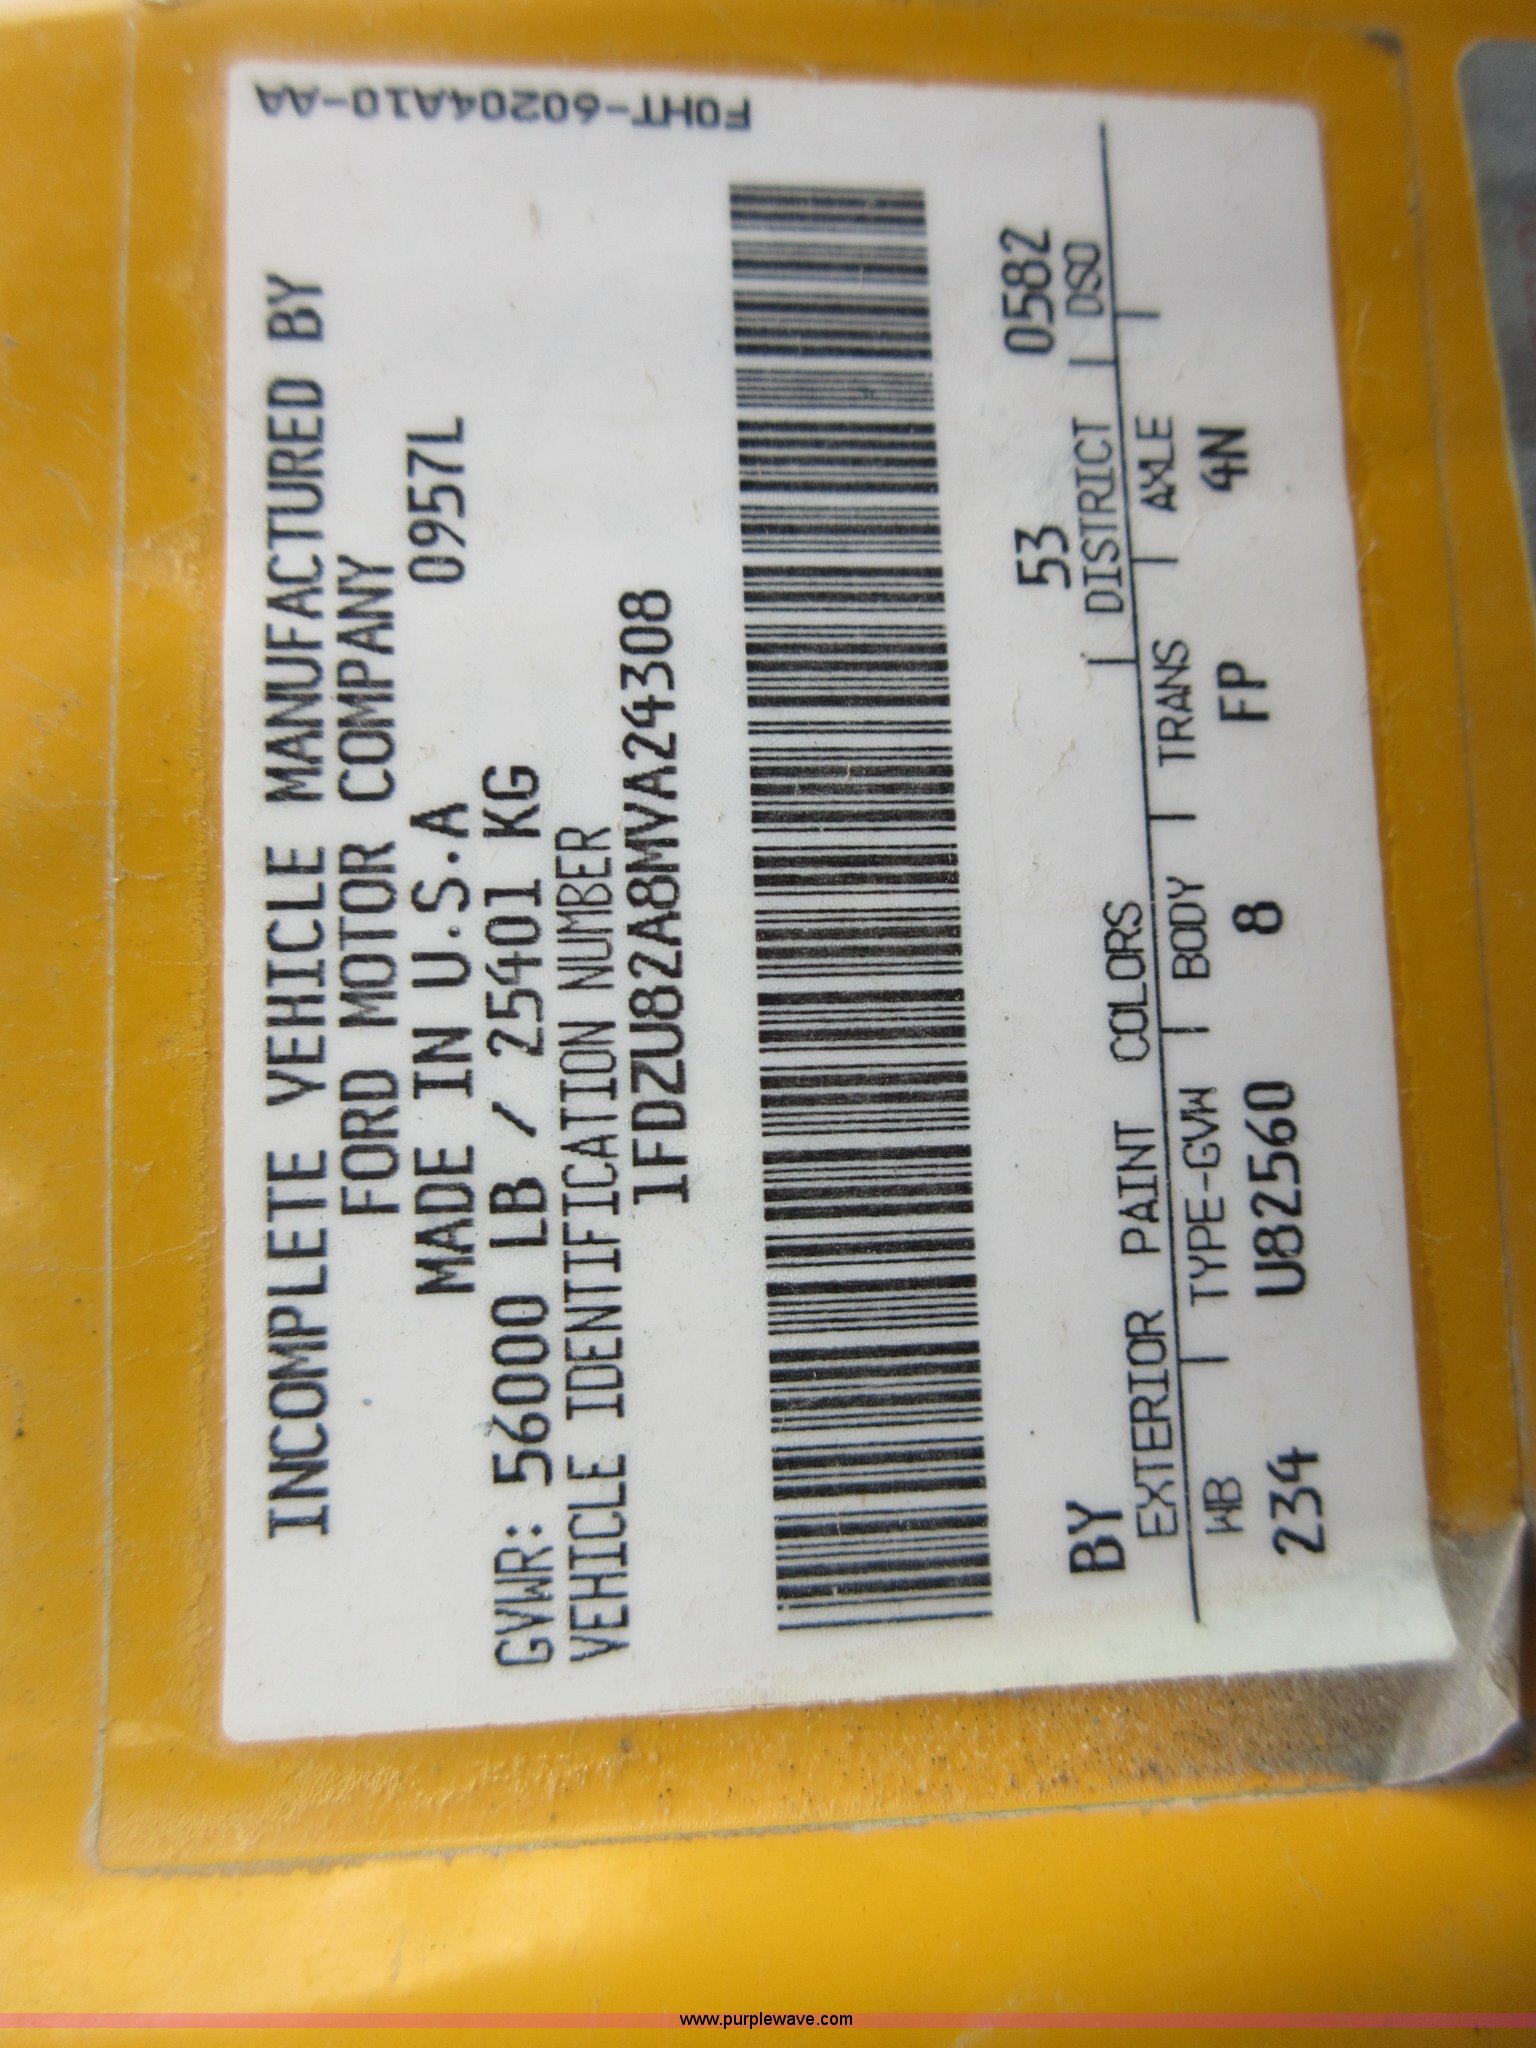 F0HT-60204A10-AA
INCOMPLETE VEHICLE MANUFACTURED BY
FORD MOTOR COMPANY
MADE IN U.S.A 0957L
GVWR: 56000 LB / 25401 KG
VEHICLE IDENTIFICATION NUMBER
1FDZU82A8MVA24308
BY 53 0582
EXTERIOR PAINT COLORS DISTRICT DSO
WB TYPE-GVW BODY TRANS AXLE
234 U82560 8 FP 4N
www.purplewave.com